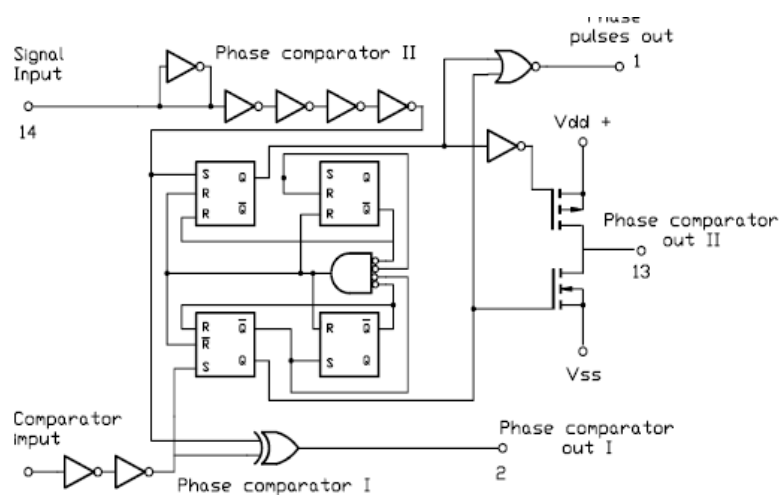 Phase
pulses out
1
Signal
Input
14
Phase comparator II
Vdd +
S
R
R
Q
Q̅
R
R
Q
Q̅
Phase comparator
out II
13
R
R̅
S
Q̅
Q
R
S
Q̅
Q
Vss
Comparator
Input
Phase comparator I
Phase comparator
out I
2